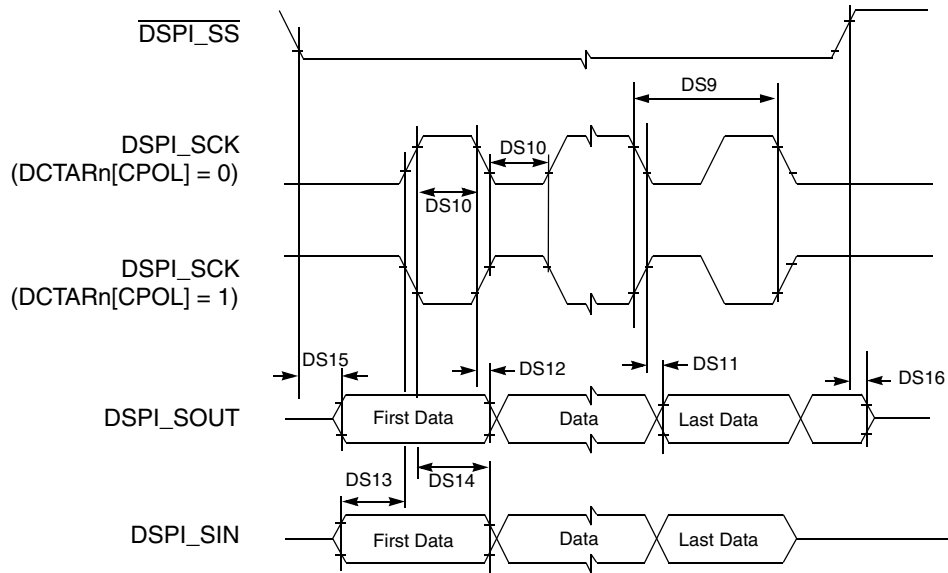 DSPI_SS
DS9
DSPI_SCK
(DCTARn[CPOL] = 0)
DS10
DS10
DSPI_SCK
(DCTARn[CPOL] = 1)
DS15
DS12
DS11
DS16
DSPI_SOUT
First Data
Data
Last Data
DS13
DS14
DSPI_SIN
First Data
Data
Last Data